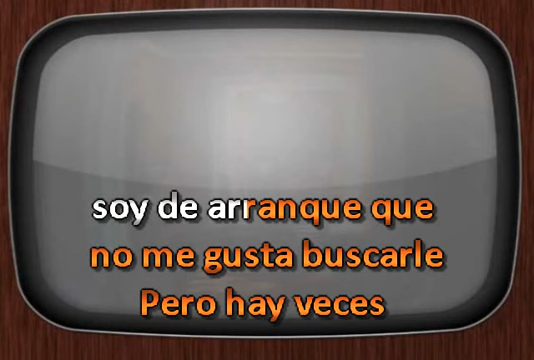 soy de arranque que
no me gusta buscarle
Pero hay veces